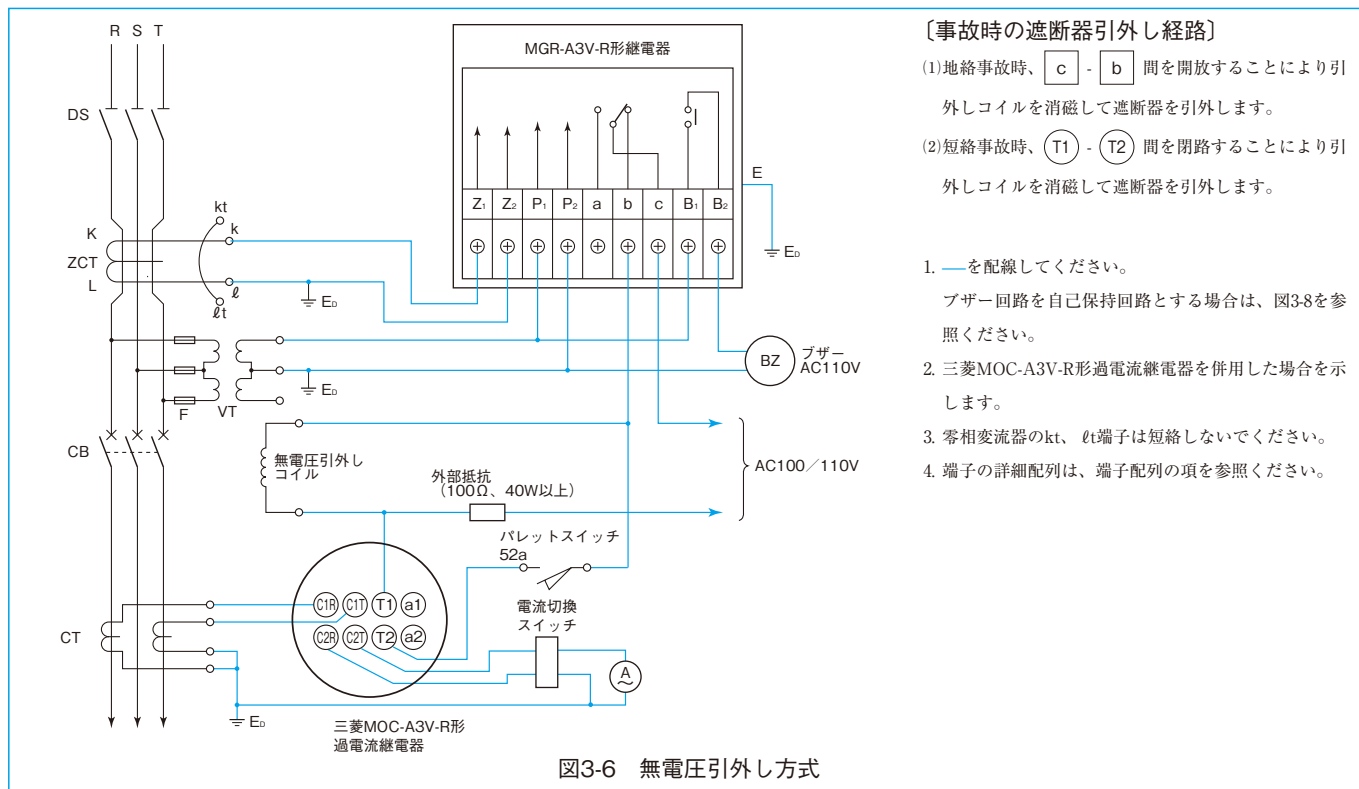 R S T
MGR-A3V-R形継電器
DS
E
Z₁ Z₂ P₁ P₂ a b c B₁ B₂
E_D
kt
k
K
ZCT
L
ℓ
ℓt
E_D
BZ
ブザー
AC110V
E_D
F
VT
CB
無電圧引外し
コイル
外部抵抗
（100Ω、40W以上）
AC100／110V
パレットスイッチ
52a
C1R C1T T1 a1
C2R C2T T2 a2
CT
電流切換
スイッチ
A
E_D
三菱MOC-A3V-R形
過電流継電器
図3-6 無電圧引外し方式
〔事故時の遮断器引外し経路〕
⑴地絡事故時、 c - b 間を開放することにより引
外しコイルを消磁して遮断器を引外します。
⑵短絡事故時、 T1 - T2 間を閉路することにより引
外しコイルを消磁して遮断器を引外します。
1. ―を配線してください。
ブザー回路を自己保持回路とする場合は、図3-8を参
照ください。
2. 三菱MOC-A3V-R形過電流継電器を併用した場合を示
します。
3. 零相変流器のkt、ℓt端子は短絡しないでください。
4. 端子の詳細配列は、端子配列の項を参照ください。